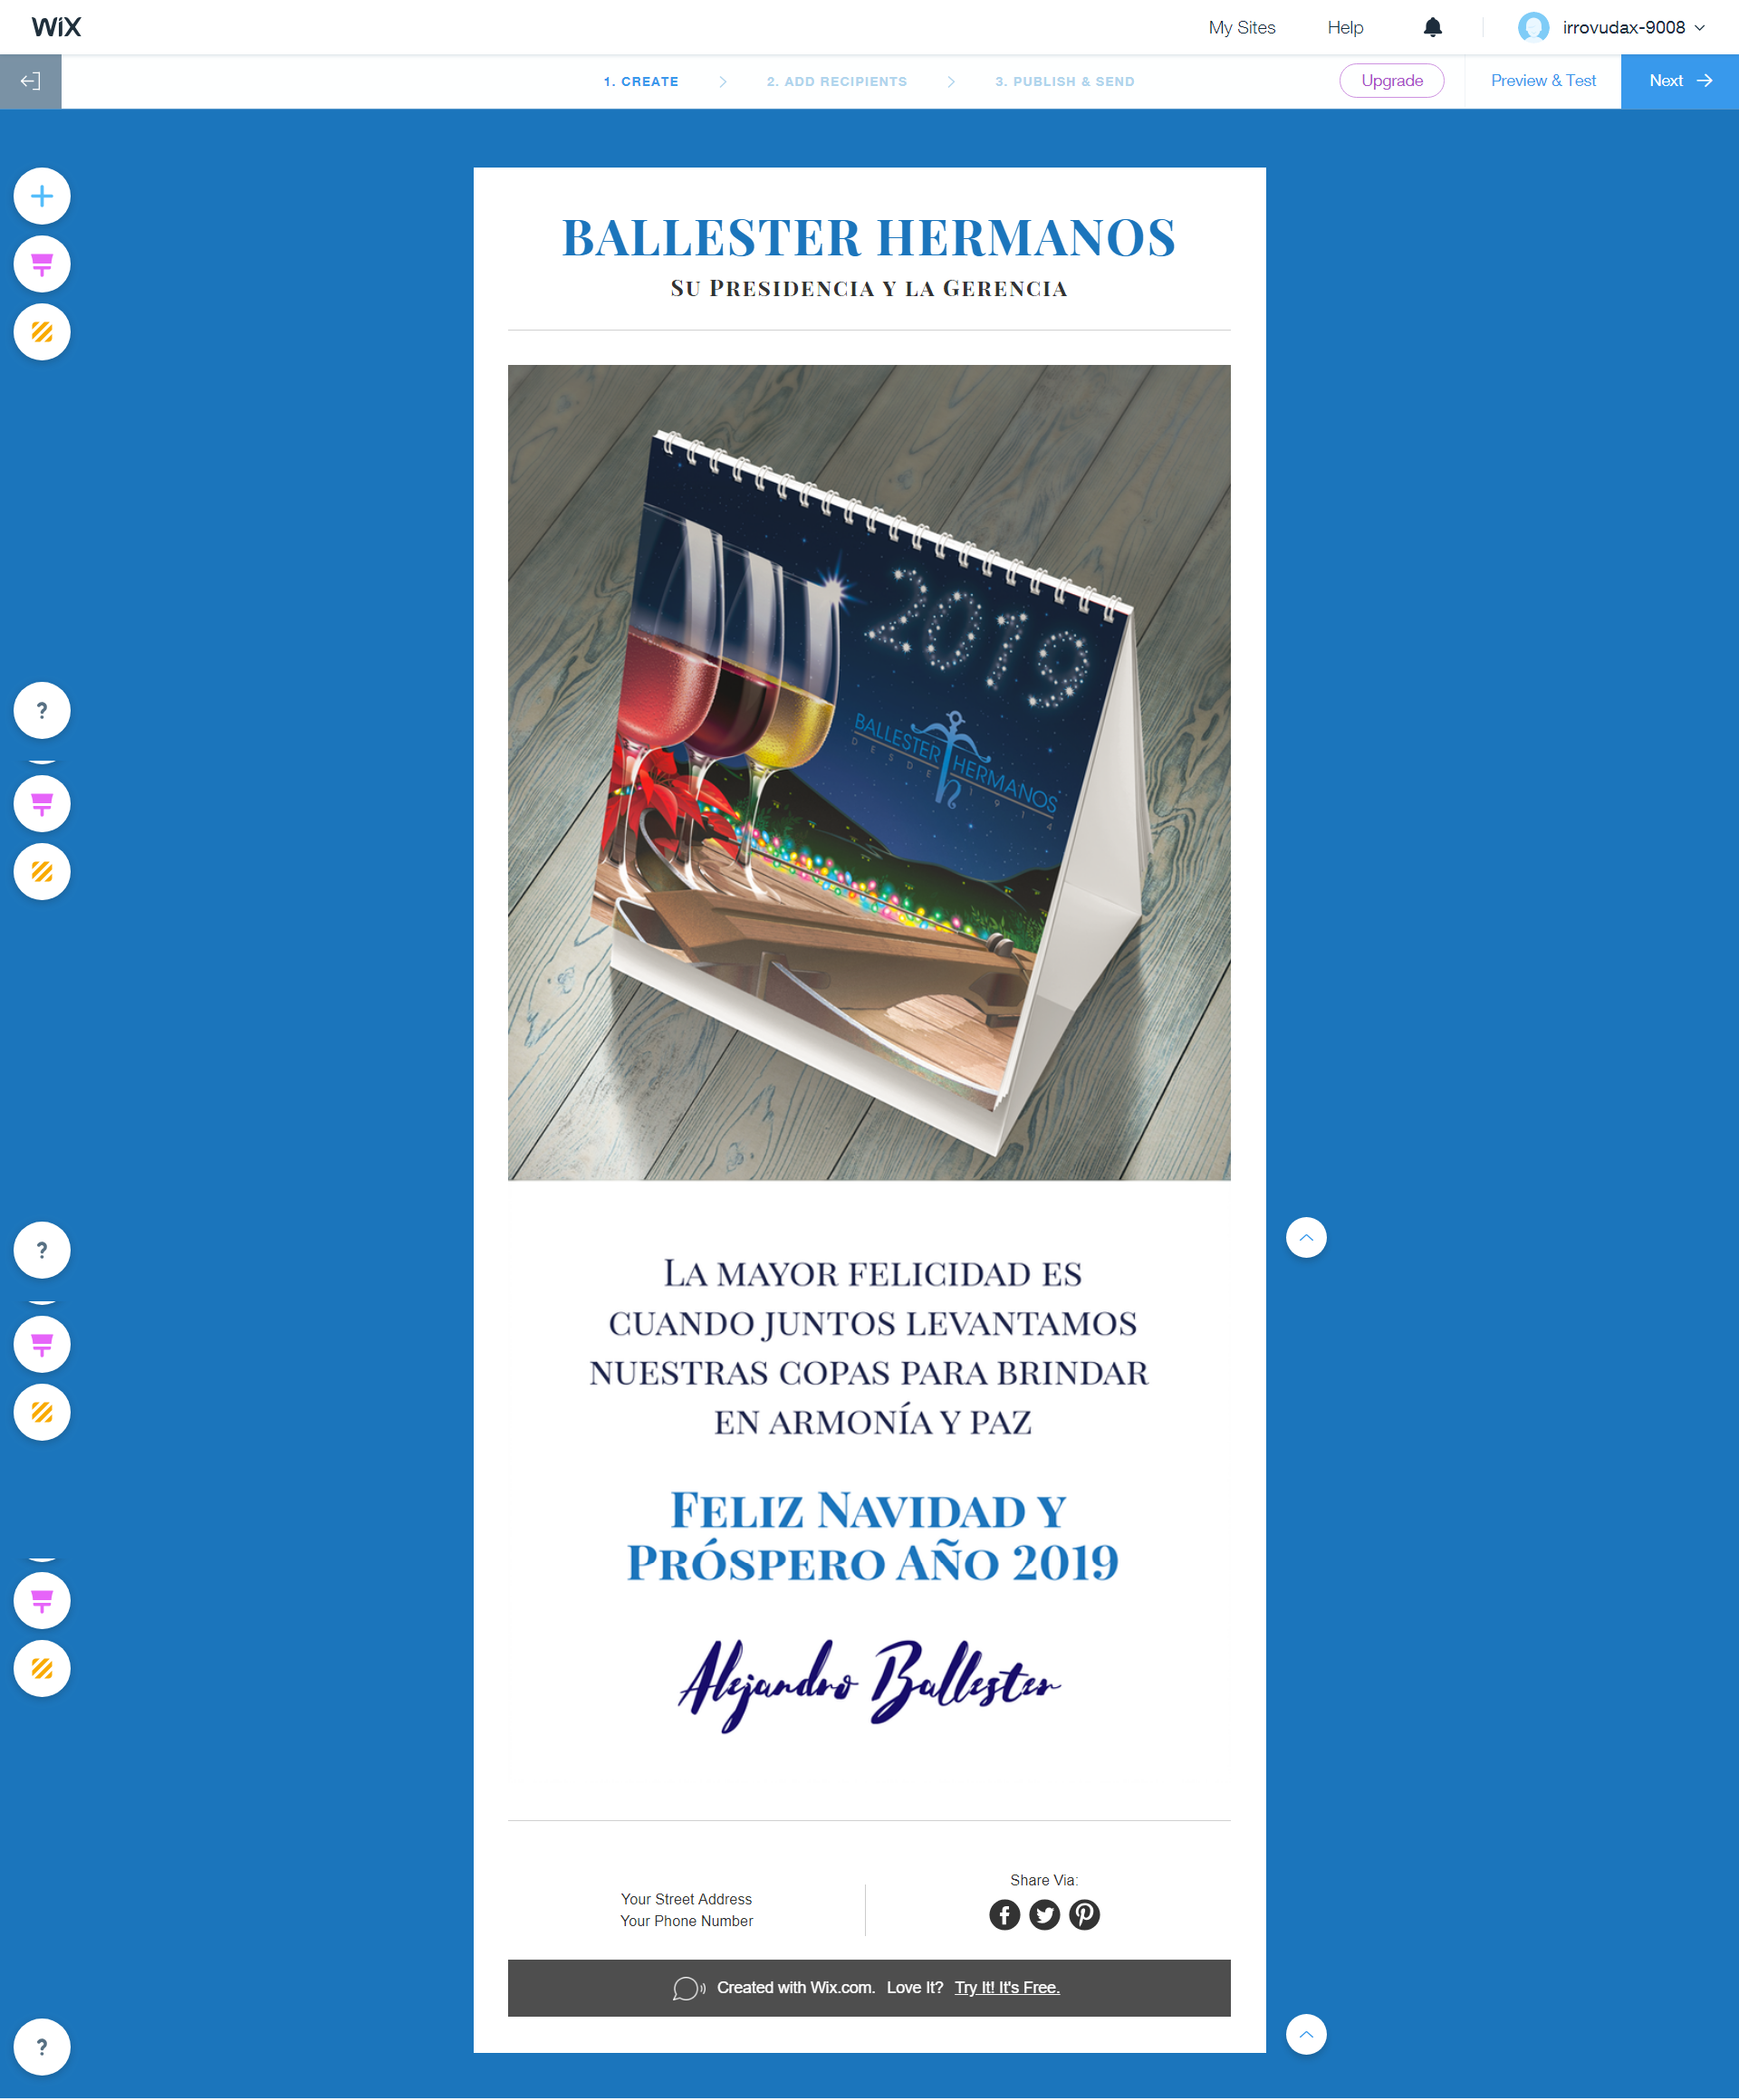 WiX
My Sites
Help
irrovudax-9008
1. CREATE
2. ADD RECIPIENTS
3. PUBLISH & SEND
Upgrade
Preview & Test
Next
BALLESTER HERMANOS
Su Presidencia y la Gerencia
2019
BALLESTER HERMANOS
DESDE 1914
La mayor felicidad es
cuando juntos levantamos
nuestras copas para brindar
en armonía y paz
Feliz Navidad y
Próspero Año 2019
Alejandro Ballester
Your Street Address
Your Phone Number
Share Via:
Created with Wix.com. Love It? Try It! It's Free.